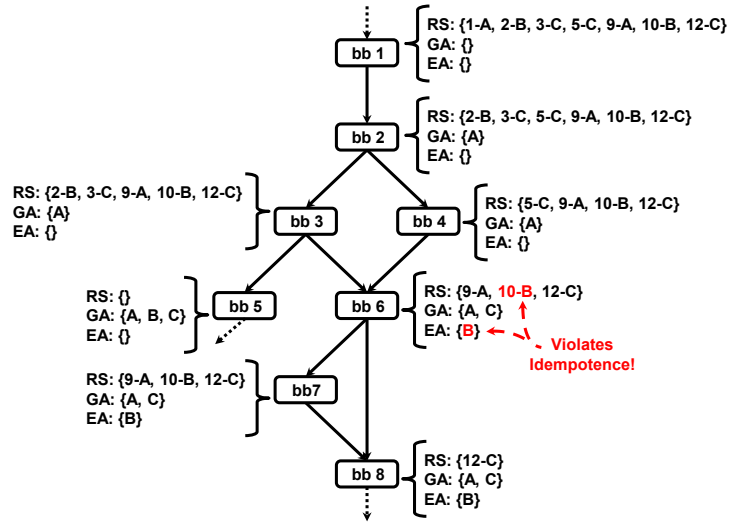 bb 1
RS: {1-A, 2-B, 3-C, 5-C, 9-A, 10-B, 12-C}
GA: {}
EA: {}
bb 2
RS: {2-B, 3-C, 5-C, 9-A, 10-B, 12-C}
GA: {A}
EA: {}
RS: {2-B, 3-C, 9-A, 10-B, 12-C}
GA: {A}
EA: {}
bb 3
bb 4
RS: {5-C, 9-A, 10-B, 12-C}
GA: {A}
EA: {}
RS: {}
GA: {A, B, C}
EA: {}
bb 5
bb 6
RS: {9-A, 10-B, 12-C}
GA: {A, C}
EA: {B}
Violates
Idempotence!
RS: {9-A, 10-B, 12-C}
GA: {A, C}
EA: {B}
bb7
bb 8
RS: {12-C}
GA: {A, C}
EA: {B}